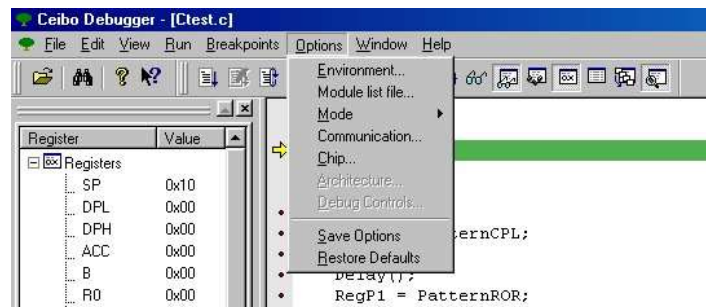 Ceibo Debugger - [Ctest.c]
File Edit View Run Breakpoints Options Window Help
Environment...
Module list file...
Mode
Communication...
Chip...
Architecture...
Debug Controls...
Save Options
Restore Defaults
Register Value
Registers
SP 0x10
DPL 0x00
DPH 0x00
ACC 0x00
B 0x00
R0 0x00
ternCPL;
Delay();
RegP1 = PatternROR;